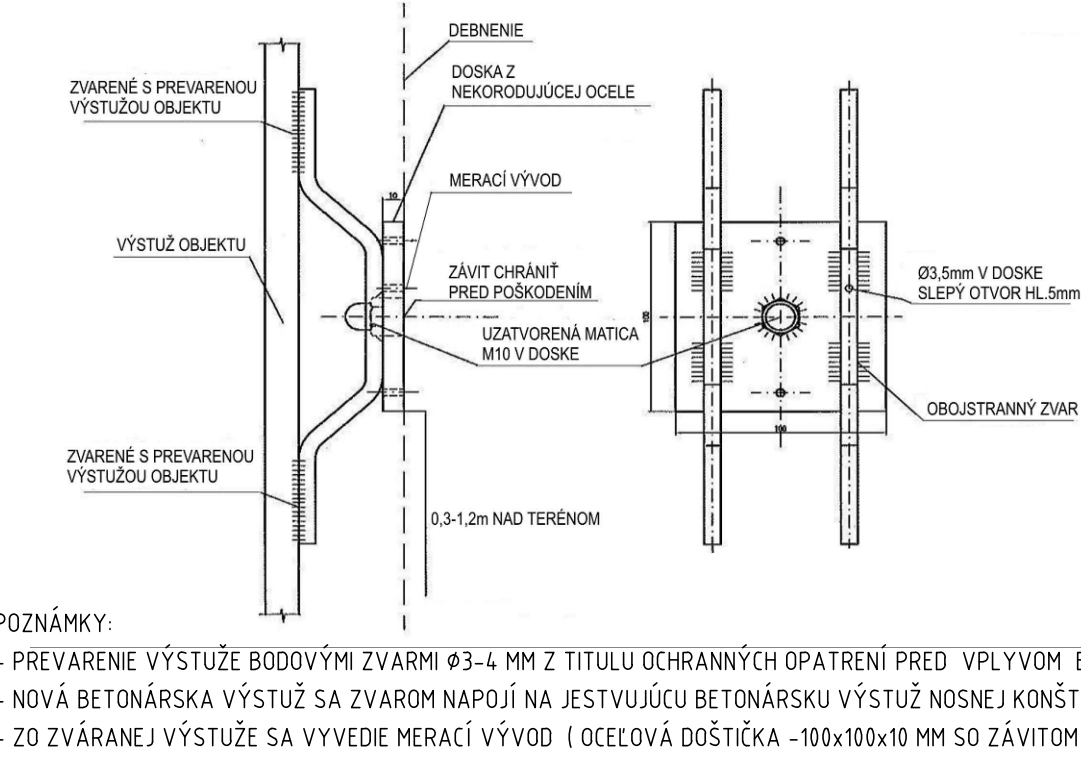 DEBNENIE
ZVARENÉ S PREVARENOU
VÝSTUŽOU OBJEKTU
DOSKA Z
NEKORODUJÚCEJ OCELE
10
MERACÍ VÝVOD
VÝSTUŽ OBJEKTU
ZÁVIT CHRÁNIŤ
PRED POŠKODENÍM
Ø3,5mm V DOSKE
SLEPÝ OTVOR HL.5mm
100
UZATVORENÁ MATICA
M10 V DOSKE
OBOJSTRANNÝ ZVAR
100
ZVARENÉ S PREVARENOU
VÝSTUŽOU OBJEKTU
0,3-1,2m NAD TERÉNOM
POZNÁMKY:
- PREVARENIE VÝSTUŽE BODOVÝMI ZVARMI Ø3-4 MM Z TITULU OCHRANNÝCH OPATRENÍ PRED VPLYVOM
- NOVÁ BETONÁRSKA VÝSTUŽ SA ZVAROM NAPOJÍ NA JESTVUJÚCU BETONÁRSKU VÝSTUŽ NOSNEJ KONŠT
- ZO ZVÁRANEJ VÝSTUŽE SA VYVEDIE MERACÍ VÝVOD ( OCEĽOVÁ DOŠTIČKA -100x100x10 MM SO ZÁVITOM